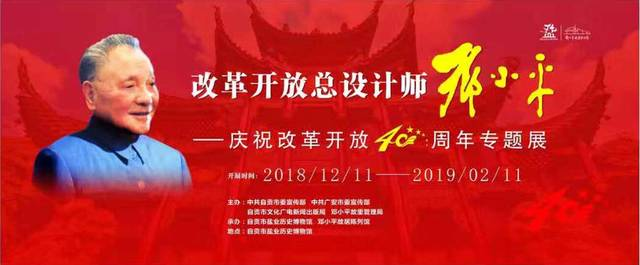 改革开放总设计师 邓小平
——庆祝改革开放40周年专题展
开展时间：2018/12/11——2019/02/11
主办：中共自贡市委宣传部 中共广安市委宣传部
自贡市文化广电新闻出版局 邓小平故里管理局
承办：自贡市盐业历史博物馆 邓小平故居陈列馆
地点：自贡市盐业历史博物馆